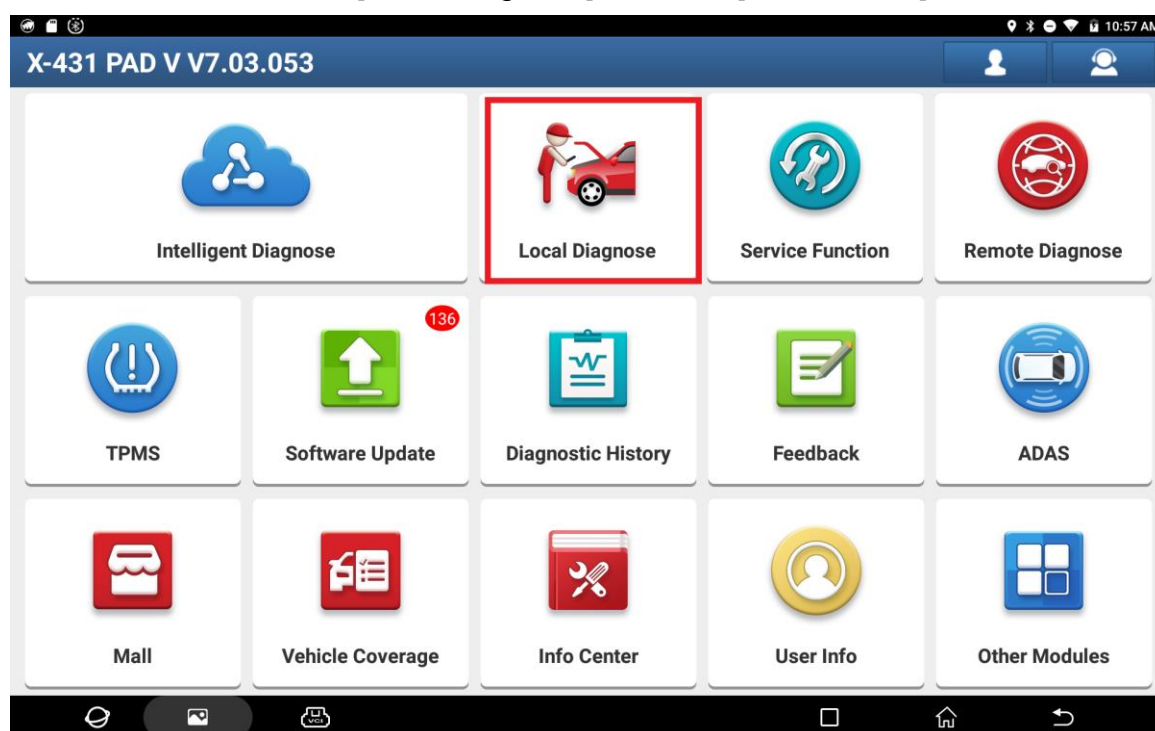 10:57 AM
X-431 PAD V V7.03.053
Intelligent Diagnose
Local Diagnose
Service Function
Remote Diagnose
136
TPMS
Software Update
Diagnostic History
Feedback
ADAS
Mall
Vehicle Coverage
Info Center
User Info
Other Modules
VCI